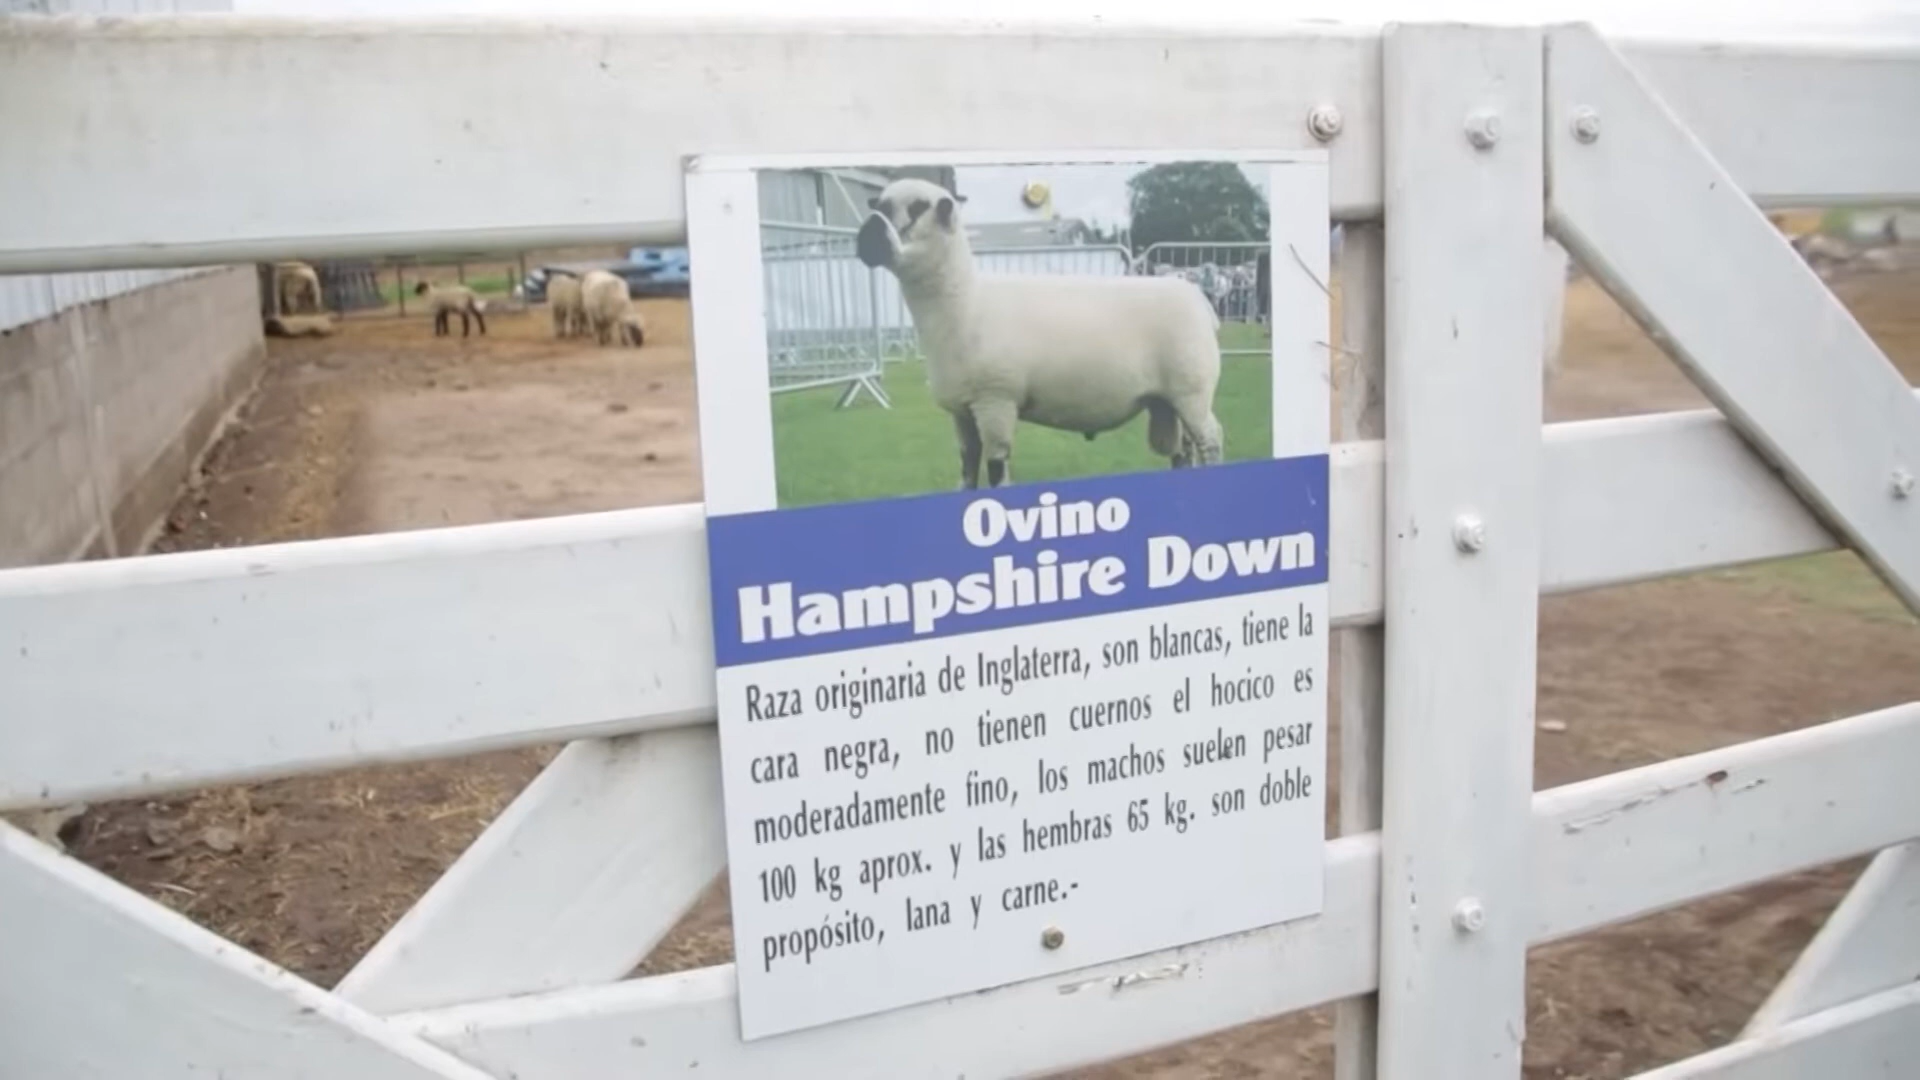 Ovino
Hampshire Down
Raza originaria de Inglaterra, son blancas, tiene la
cara negra, no tienen cuernos el hocico es
moderadamente fino, los machos suelen pesar
100 kg aprox. y las hembras 65 kg. son doble
propósito, lana y carne.-